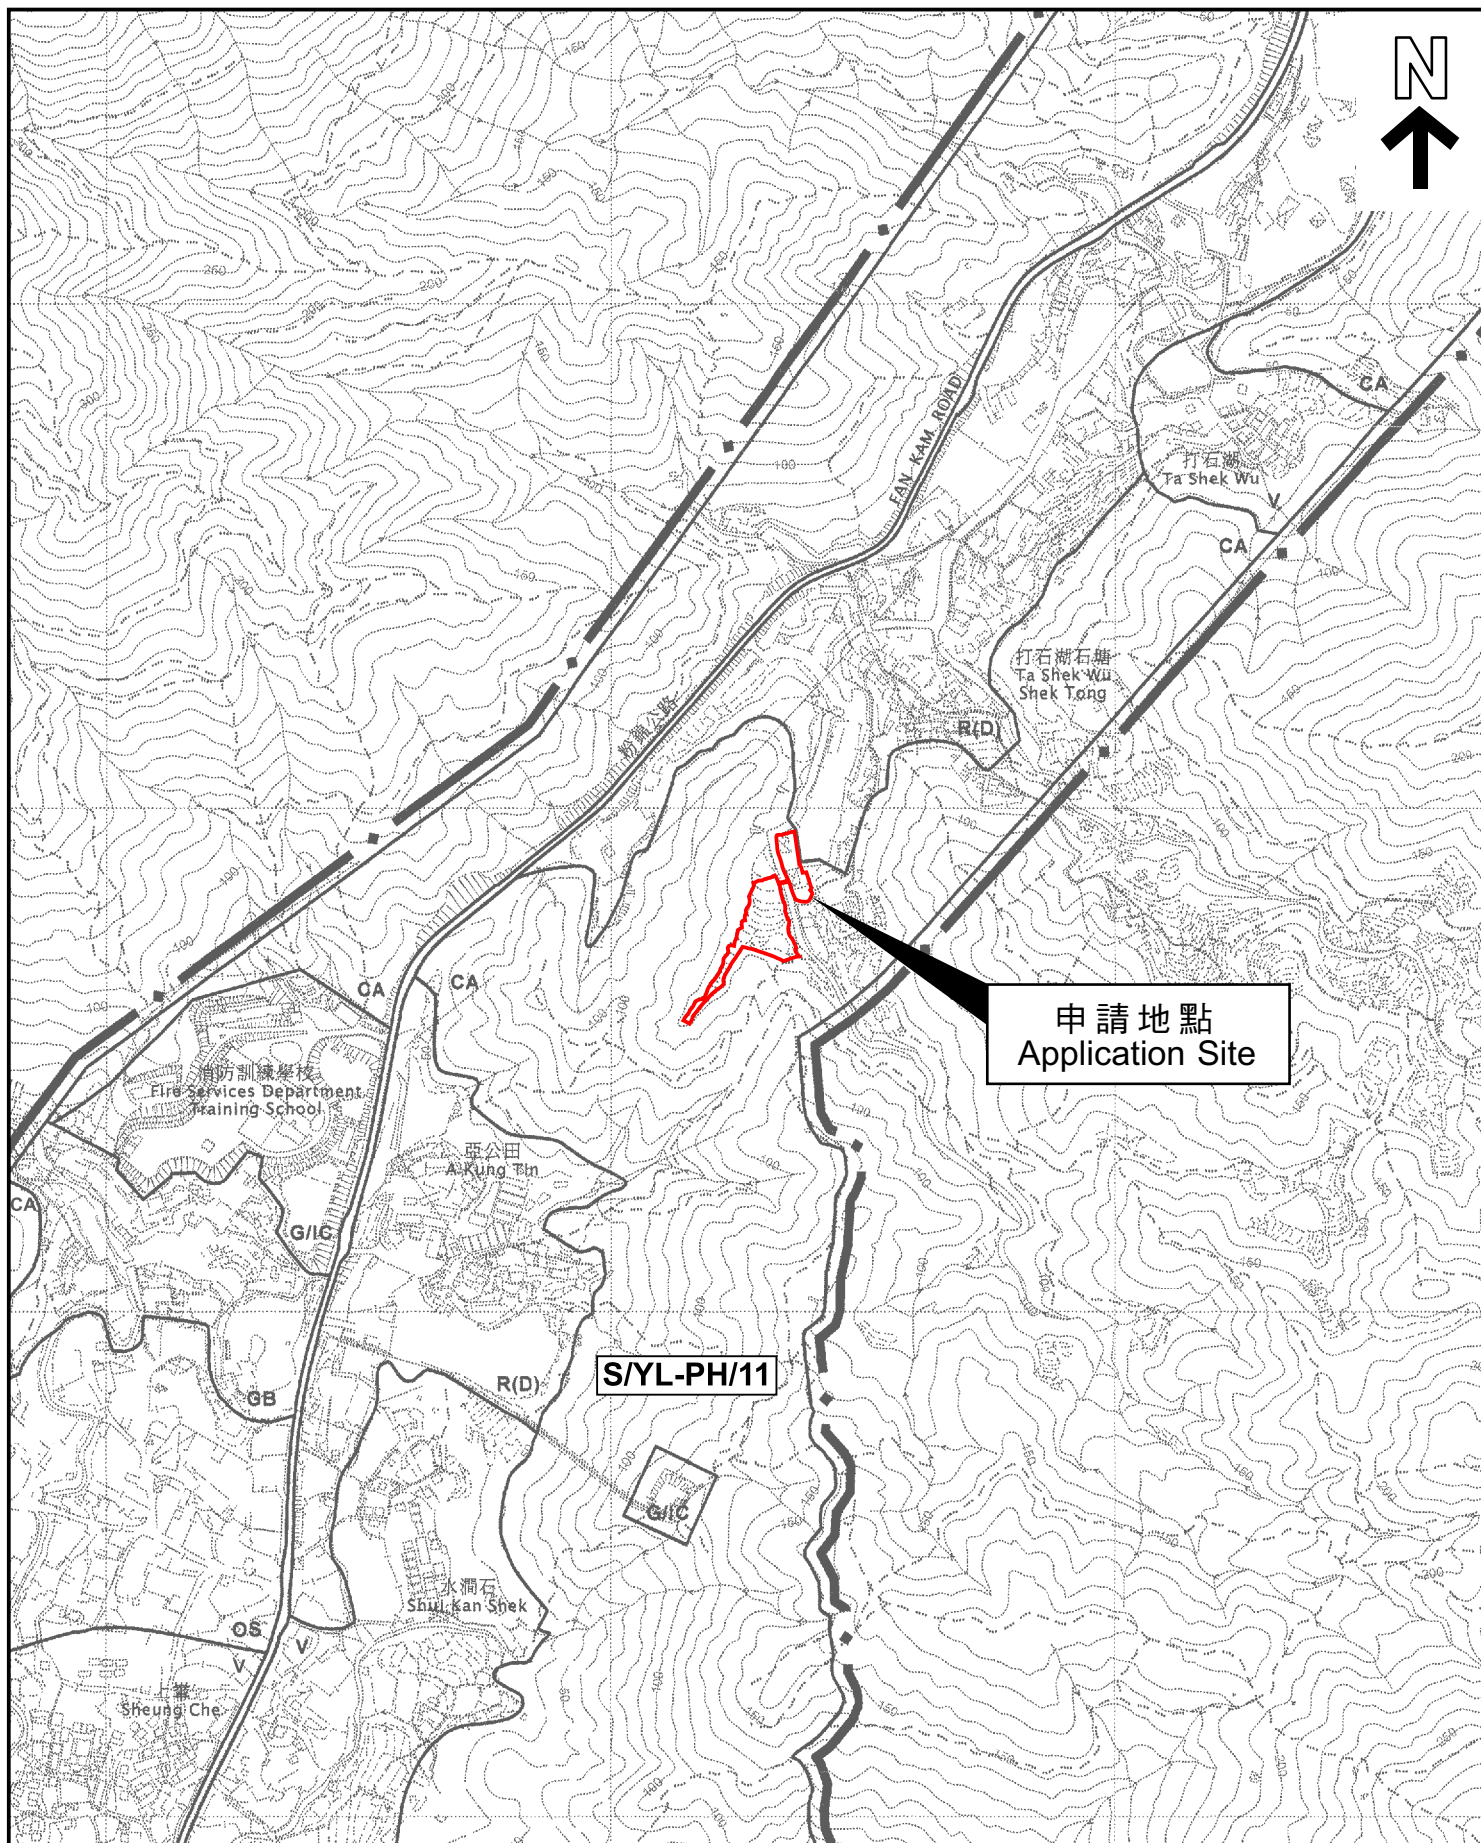 N
FAN KAM ROAD
CA
打石湖
Ta Shek Wu
V
CA
打石湖石塘
Ta Shek Wu
Shek Tong
R(D)
粉錦公路
CA
CA
申請地點
Application Site
消防訓練學校
Fire Services Department
Training School
亞公田
A Kung Tin
CA
G/IC
S/YL-PH/11
R(D)
GB
G/IC
水澗石
Shui Kan Shek
OS
V
V
上輋
Sheung Che